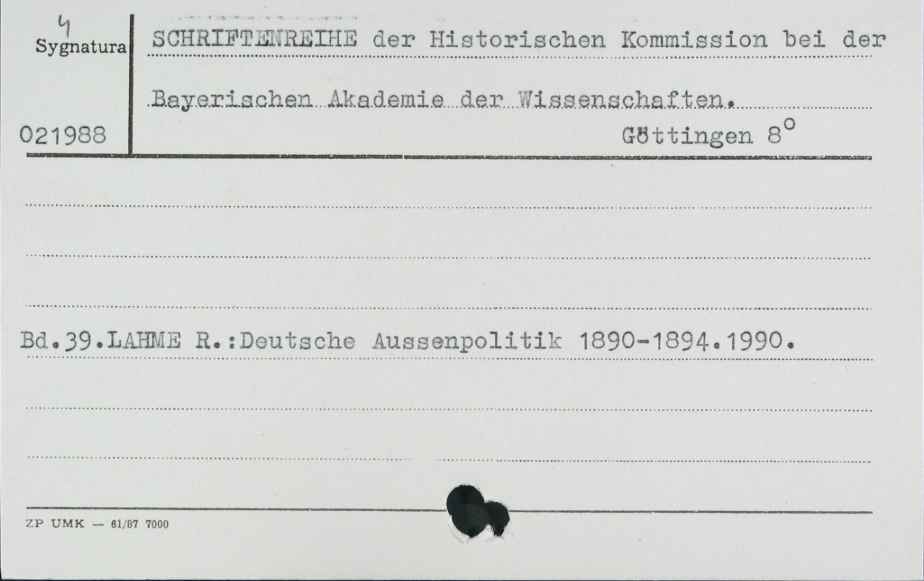 4
Sygnatura
SCHRIFTENREIHE der Historischen Kommission bei der
Bayerischen Akademie der Wissenschaften.
021988
Göttingen 8°
Bd.39.LAHME R.:Deutsche Aussenpolitik 1890-1894.1990.
ZP UMK — 61/87 7000